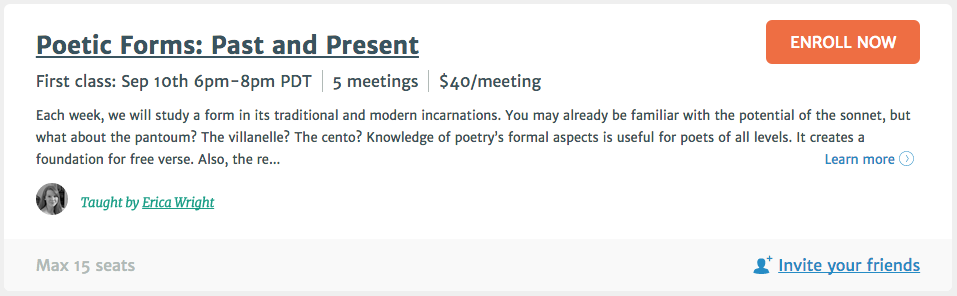 Poetic Forms: Past and Present
ENROLL NOW
First class: Sep 10th 6pm-8pm PDT | 5 meetings | $40/meeting
Each week, we will study a form in its traditional and modern incarnations. You may already be familiar with the potential of the sonnet, but
what about the pantoum? The villanelle? The cento? Knowledge of poetry's formal aspects is useful for poets of all levels. It creates a
foundation for free verse. Also, the re...
Learn more
Taught by Erica Wright
Max 15 seats
Invite your friends